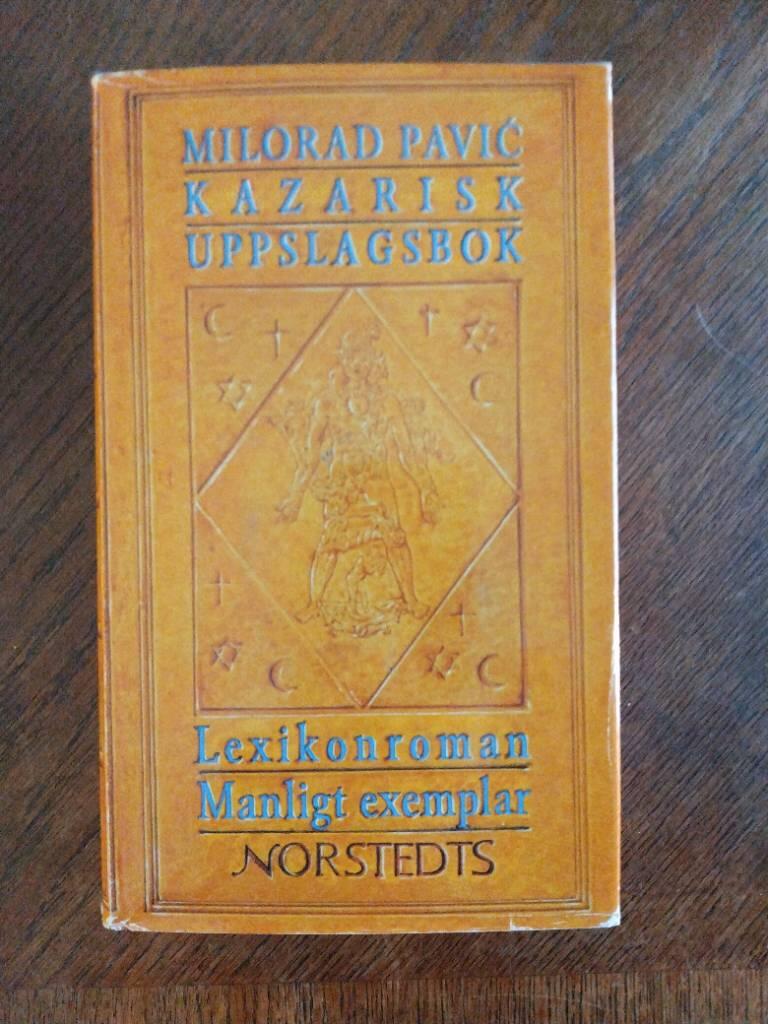 MILORAD PAVIĆ
KAZARISK
UPPSLAGSBOK
Lexikonroman
Manligt exemplar
NORSTEDTS